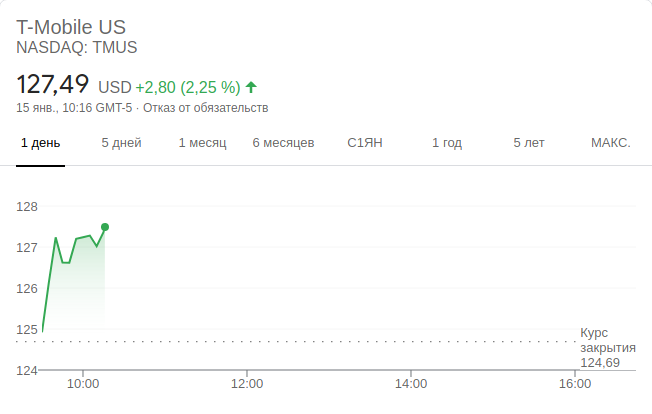 T-Mobile US
NASDAQ: TMUS
127,49 USD +2,80 (2,25 %)
15 янв., 10:16 GMT-5 · Отказ от обязательств
1 день 5 дней 1 месяц 6 месяцев С1ЯН 1 год 5 лет МАКС.
128
127
126
125
Курс
закрытия
124,69
124
10:00 12:00 14:00 16:00